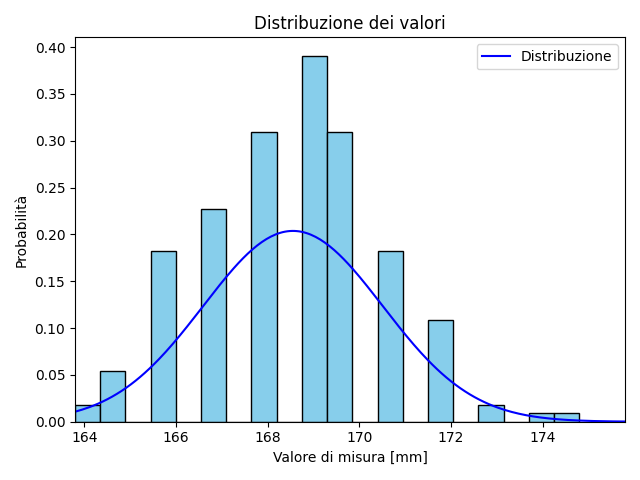 Distribuzione dei valori
Distribuzione
Probabilità
0.40
0.35
0.30
0.25
0.20
0.15
0.10
0.05
0.00
164 166 168 170 172 174
Valore di misura [mm]